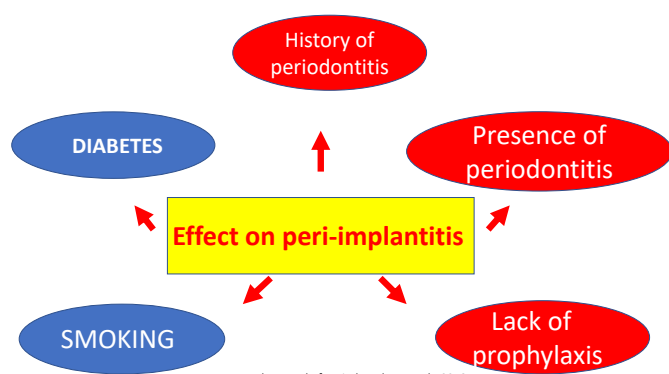 History of
periodontitis
DIABETES
Presence of
periodontitis
Effect on peri-implantitis
SMOKING
Lack of
prophylaxis